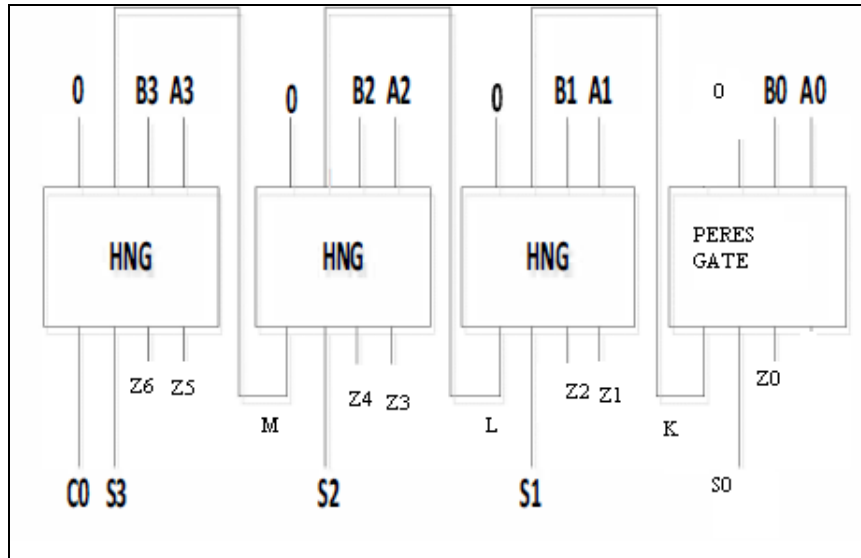 0 B3 A3 0 B2 A2 0 B1 A1 0 B0 A0
HNG HNG HNG PERES
GATE
Z6 Z5 Z4 Z3 Z2 Z1 Z0
M L K
C0 S3 S2 S1 S0